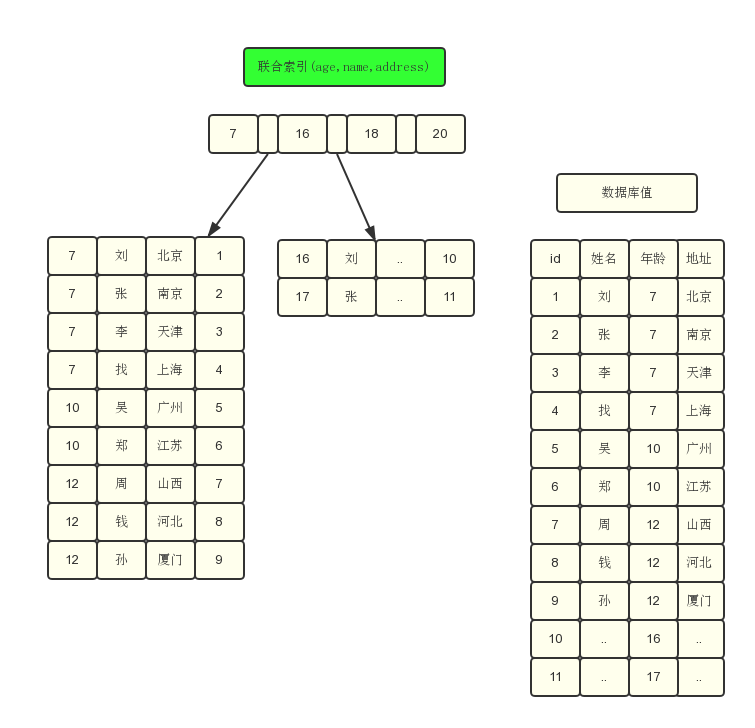 联合索引(age,name,address)
7 16 18 20
7 刘 北京 1
7 张 南京 2
7 李 天津 3
7 找 上海 4
10 吴 广州 5
10 郑 江苏 6
12 周 山西 7
12 钱 河北 8
12 孙 厦门 9
16 刘 .. 10
17 张 .. 11
数据库值
id 姓名 年龄 地址
1 刘 7 北京
2 张 7 南京
3 李 7 天津
4 找 7 上海
5 吴 10 广州
6 郑 10 江苏
7 周 12 山西
8 钱 12 河北
9 孙 12 厦门
10 .. 16 ..
11 .. 17 ..